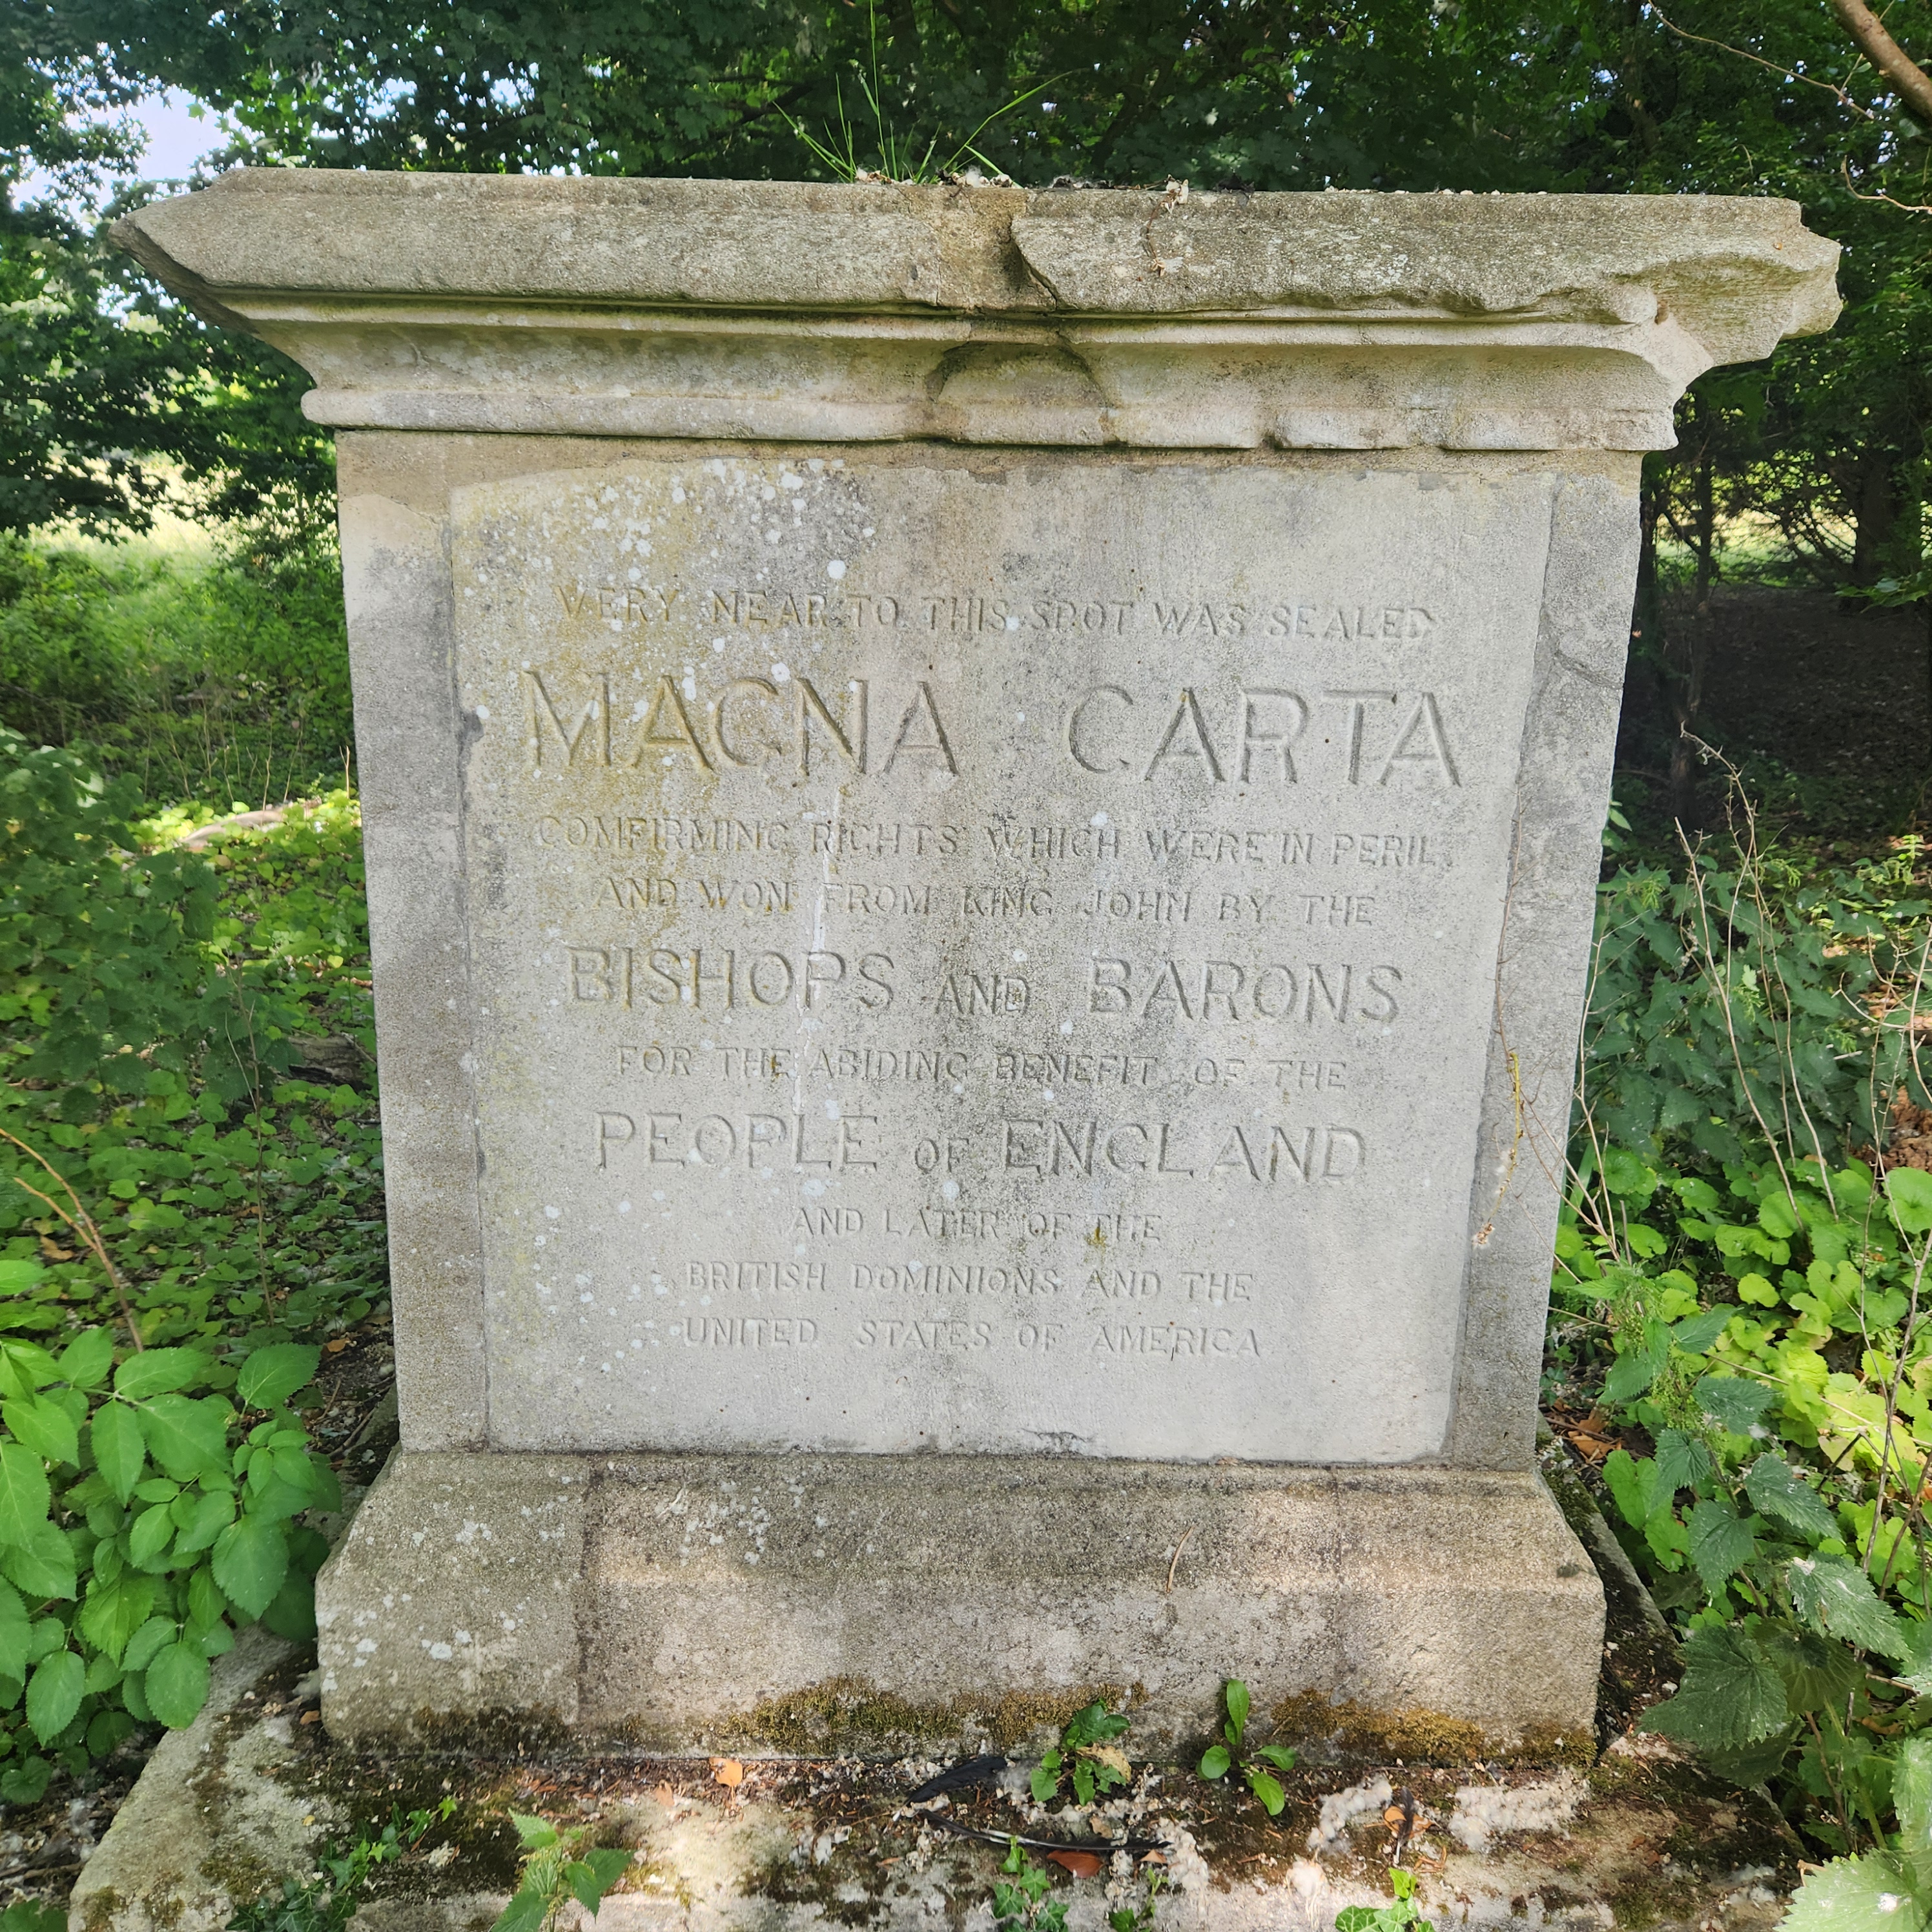 VERY NEAR TO THIS SPOT WAS SEALED
MAGNA CARTA
COMFIRMING RIGHTS WHICH WERE IN PERIL,
AND WON FROM KING JOHN BY THE
BISHOPS AND BARONS
FOR THE ABIDING BENEFIT OF THE
PEOPLE OF ENGLAND
AND LATER OF THE
BRITISH DOMINIONS AND THE
UNITED STATES OF AMERICA